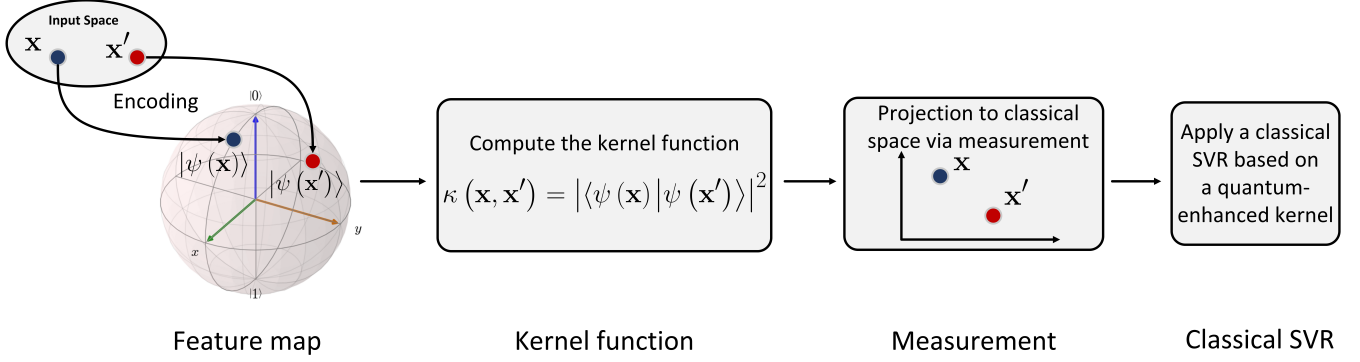 Input Space
x
x′
Encoding
|0⟩
|ψ (x)⟩
|ψ (x′)⟩
x
y
|1⟩
Compute the kernel function
κ (x, x′) = |⟨ψ (x) |ψ (x′)⟩|²
Projection to classical
space via measurement
x
x′
Apply a classical
SVR based on
a quantum-
enhanced kernel
Feature map
Kernel function
Measurement
Classical SVR